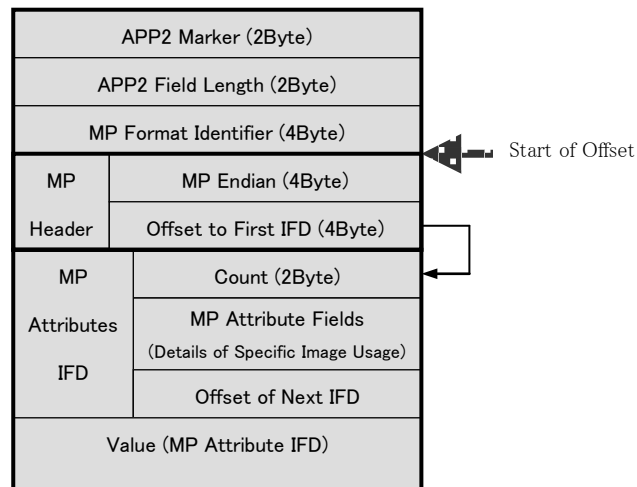 APP2 Marker (2Byte)
APP2 Field Length (2Byte)
MP Format Identifier (4Byte)
Start of Offset
MP
Header
MP Endian (4Byte)
Offset to First IFD (4Byte)
MP
Attributes
IFD
Count (2Byte)
MP Attribute Fields
(Details of Specific Image Usage)
Offset of Next IFD
Value (MP Attribute IFD)